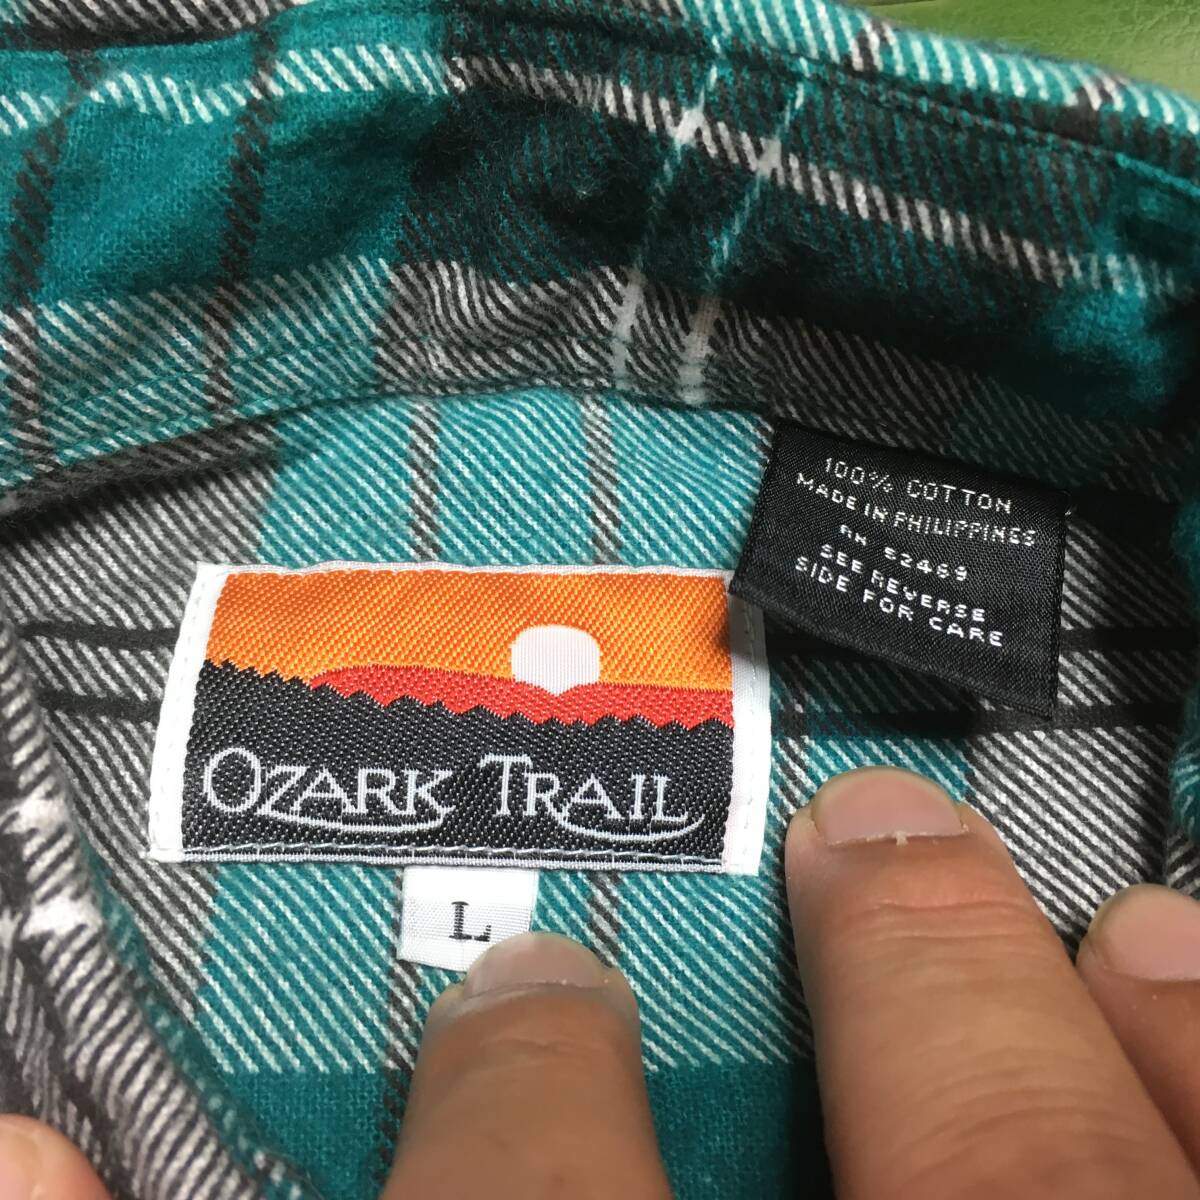 100% COTTON
MADE IN PHILIPPINES
RN 52469
SEE REVERSE
SIDE FOR CARE
OZARK TRAIL
L